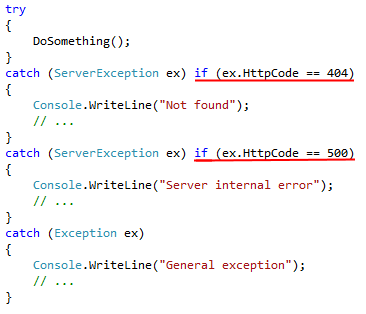 try
{
    DoSomething();
}
catch (ServerException ex) if (ex.HttpCode == 404)
{
    Console.WriteLine("Not found");
    // ...
}
catch (ServerException ex) if (ex.HttpCode == 500)
{
    Console.WriteLine("Server internal error");
    // ...
}
catch (Exception ex)
{
    Console.WriteLine("General exception");
    // ...
}